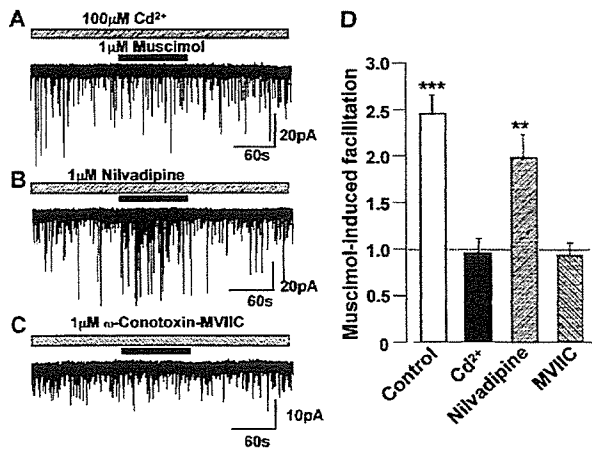 A
100μM Cd²⁺
1μM Muscimol
20pA
60s
B
1μM Nilvadipine
20pA
60s
C
1μM ω-Conotoxin-MVIIC
10pA
60s
D
Muscimol-induced facilitation
3.0
2.5
2.0
1.5
1.0
0.5
0
***
**
Control
Cd²⁺
Nilvadipine
MVIIC